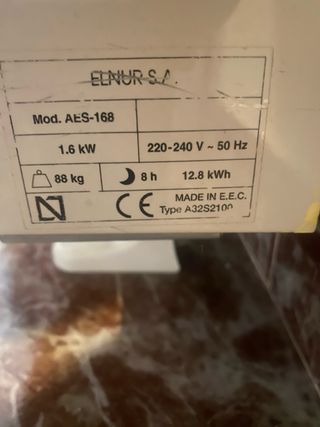 ELNUR S.A.
Mod. AES-168
1.6 kW 220-240 V ~ 50 Hz
88 kg 8 h 12.8 kWh
N CE MADE IN E.E.C.
Type A32S2100